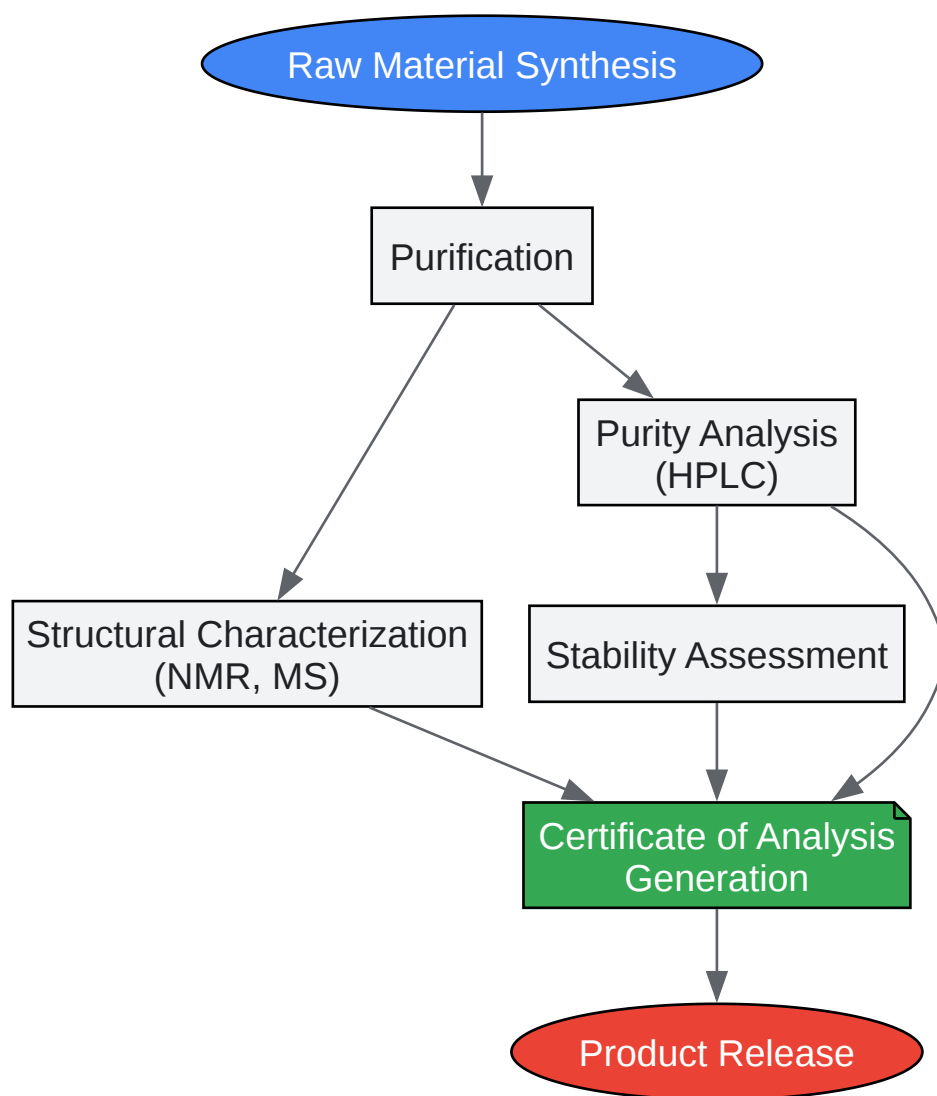 Raw Material Synthesis
Purification
Purity Analysis
(HPLC)
Structural Characterization
(NMR, MS)
Stability Assessment
Certificate of Analysis
Generation
Product Release